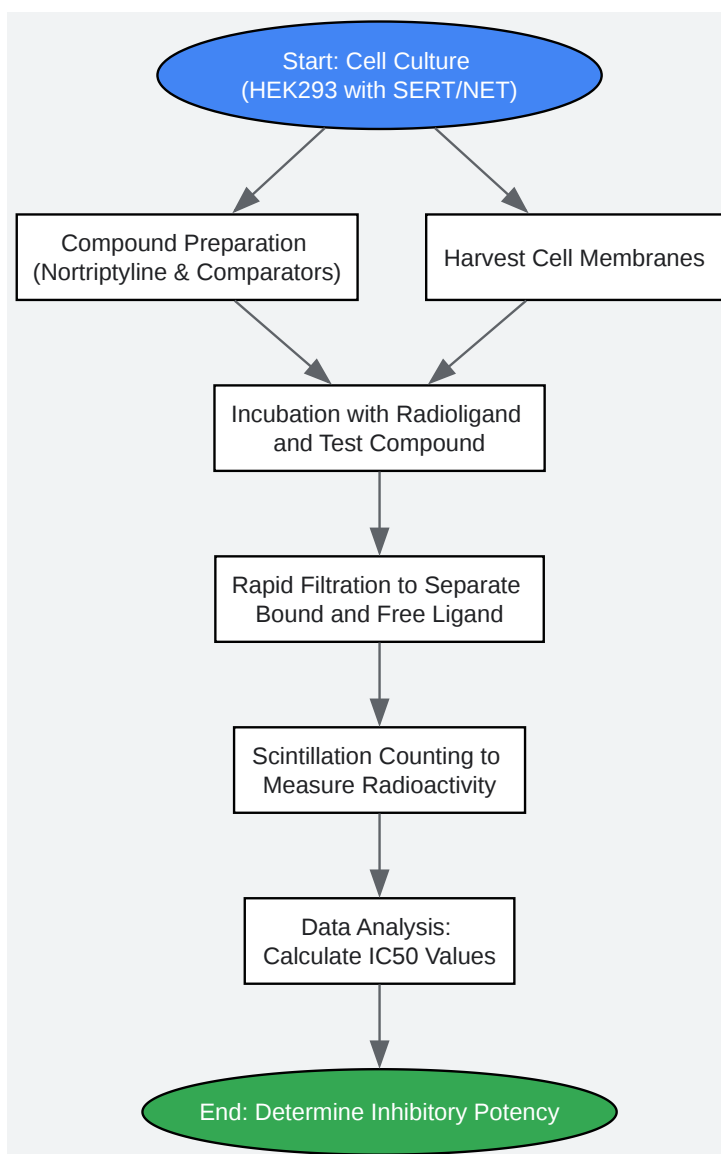 Start: Cell Culture
(HEK293 with SERT/NET)
Compound Preparation
(Nortriptyline & Comparators)
Harvest Cell Membranes
Incubation with Radioligand
and Test Compound
Rapid Filtration to Separate
Bound and Free Ligand
Scintillation Counting to
Measure Radioactivity
Data Analysis:
Calculate IC50 Values
End: Determine Inhibitory Potency